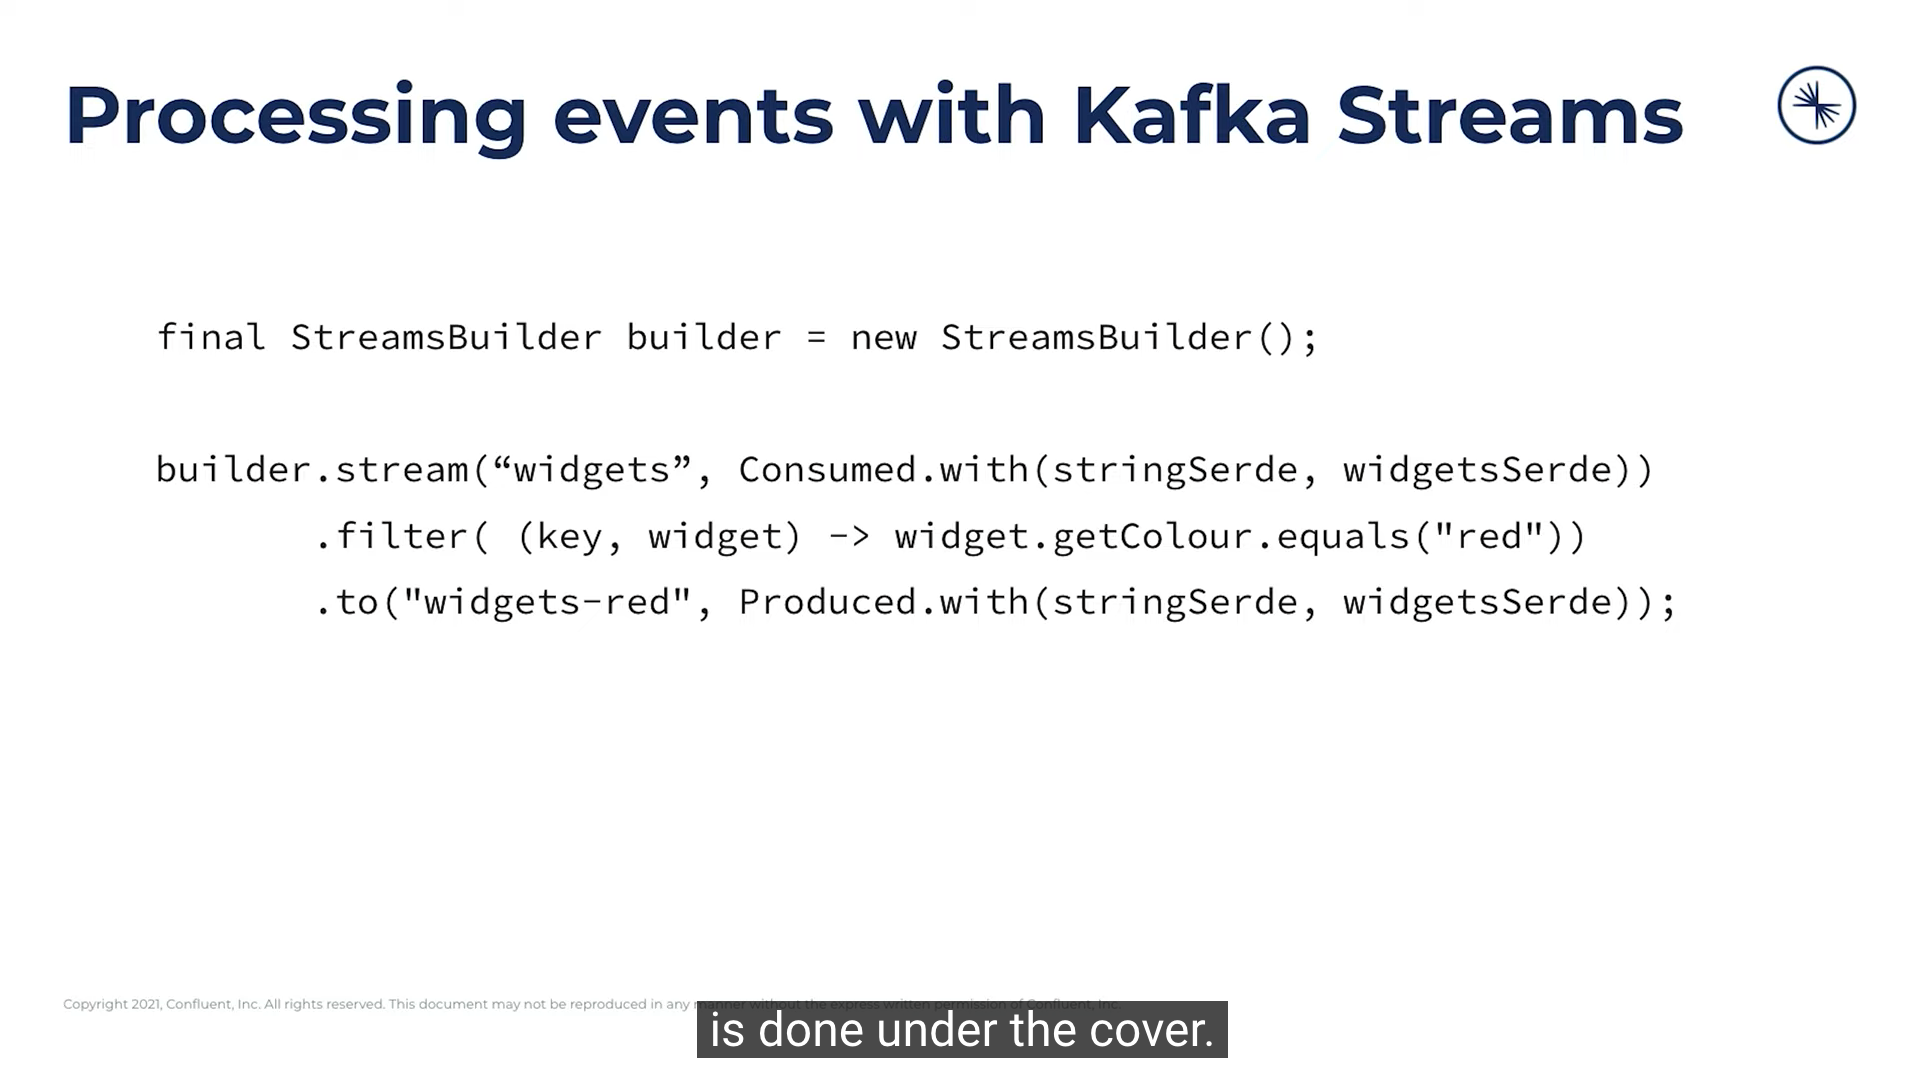 Processing events with Kafka Streams
final StreamsBuilder builder = new StreamsBuilder();
builder.stream(“widgets”, Consumed.with(stringSerde, widgetsSerde))
.filter( (key, widget) -> widget.getColour.equals("red"))
.to("widgets-red", Produced.with(stringSerde, widgetsSerde));
Copyright 2021, Confluent, Inc. All rights reserved. This document may not be reproduced in any manner without the express written permission of Confluent, Inc.
is done under the cover.